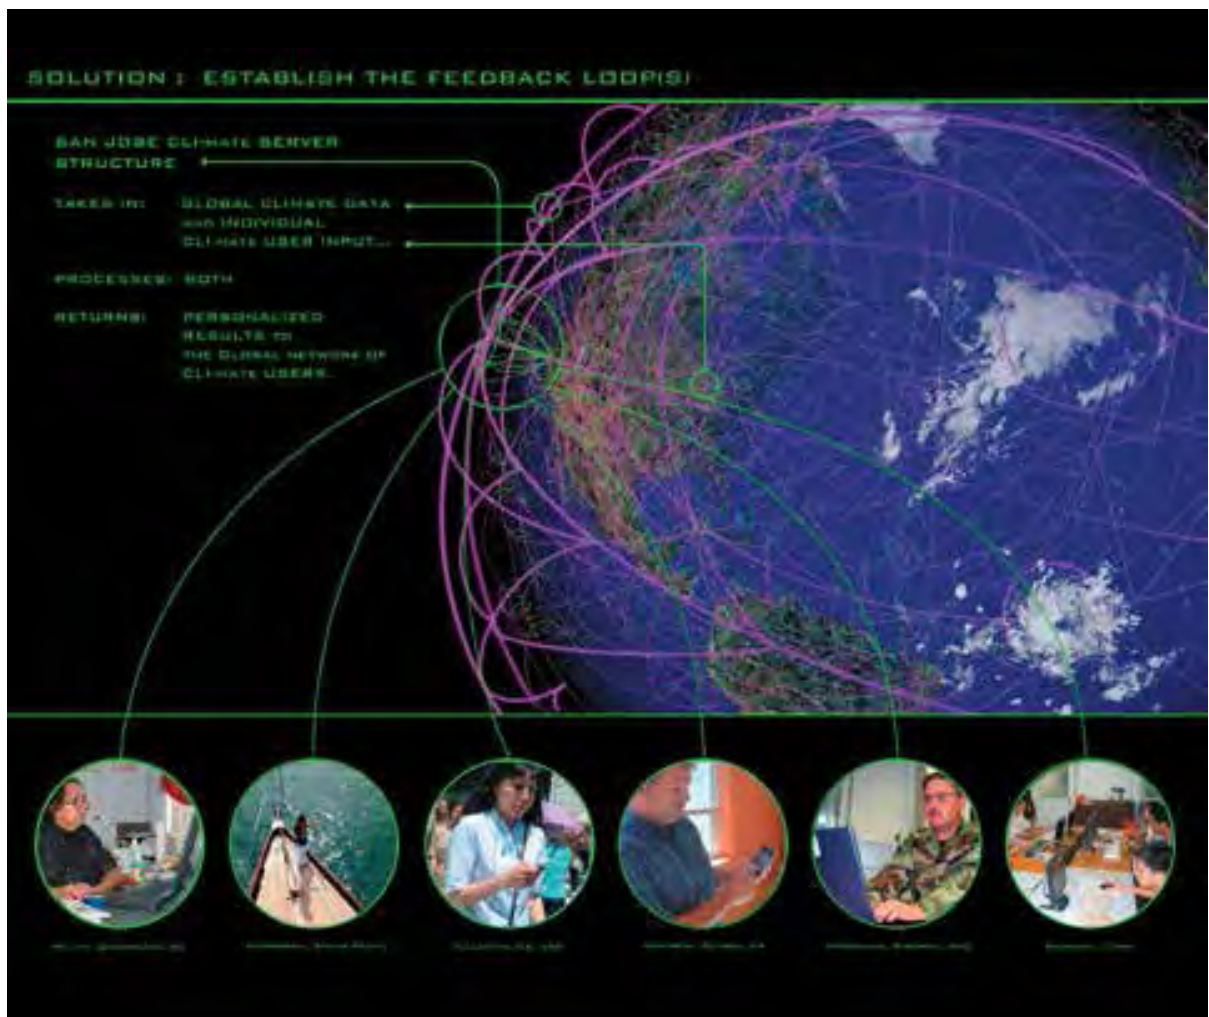 SOLUTION : ESTABLISH THE FEEDBACK LOOP(S)
SAN JOSE CLI-MATE SERVER
STRUCTURE
TAKES IN: GLOBAL CLIMATE DATA
AND INDIVIDUAL
CLI-MATE USER INPUT...
PROCESSES: BOTH
RETURNS: PERSONALIZED
RESULTS TO
THE GLOBAL NETWORK OF
CLI-MATE USERS.